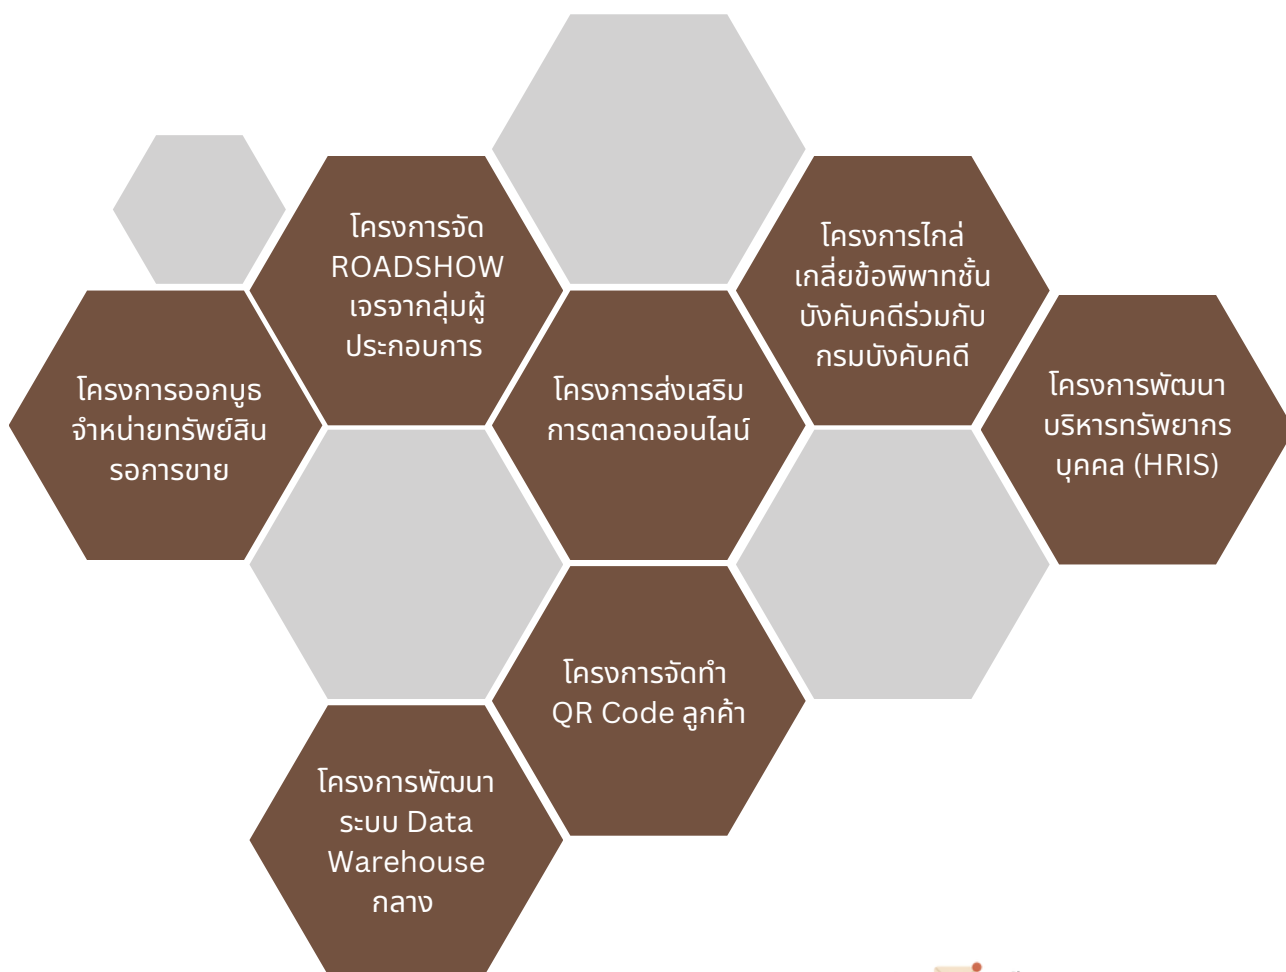 โครงการจัด
ROADSHOW
เจรจากลุ่มผู้
ประกอบการ
โครงการไกล่
เกลี่ยข้อพิพาทชั้น
บังคับคดีร่วมกับ
กรมบังคับคดี
โครงการออกบูธ
จำหน่ายทรัพย์สิน
รอการขาย
โครงการส่งเสริม
การตลาดออนไลน์
โครงการพัฒนา
บริหารทรัพยากร
บุคคล (HRIS)
โครงการจัดทำ
QR Code ลูกค้า
โครงการพัฒนา
ระบบ Data
Warehouse
กลาง